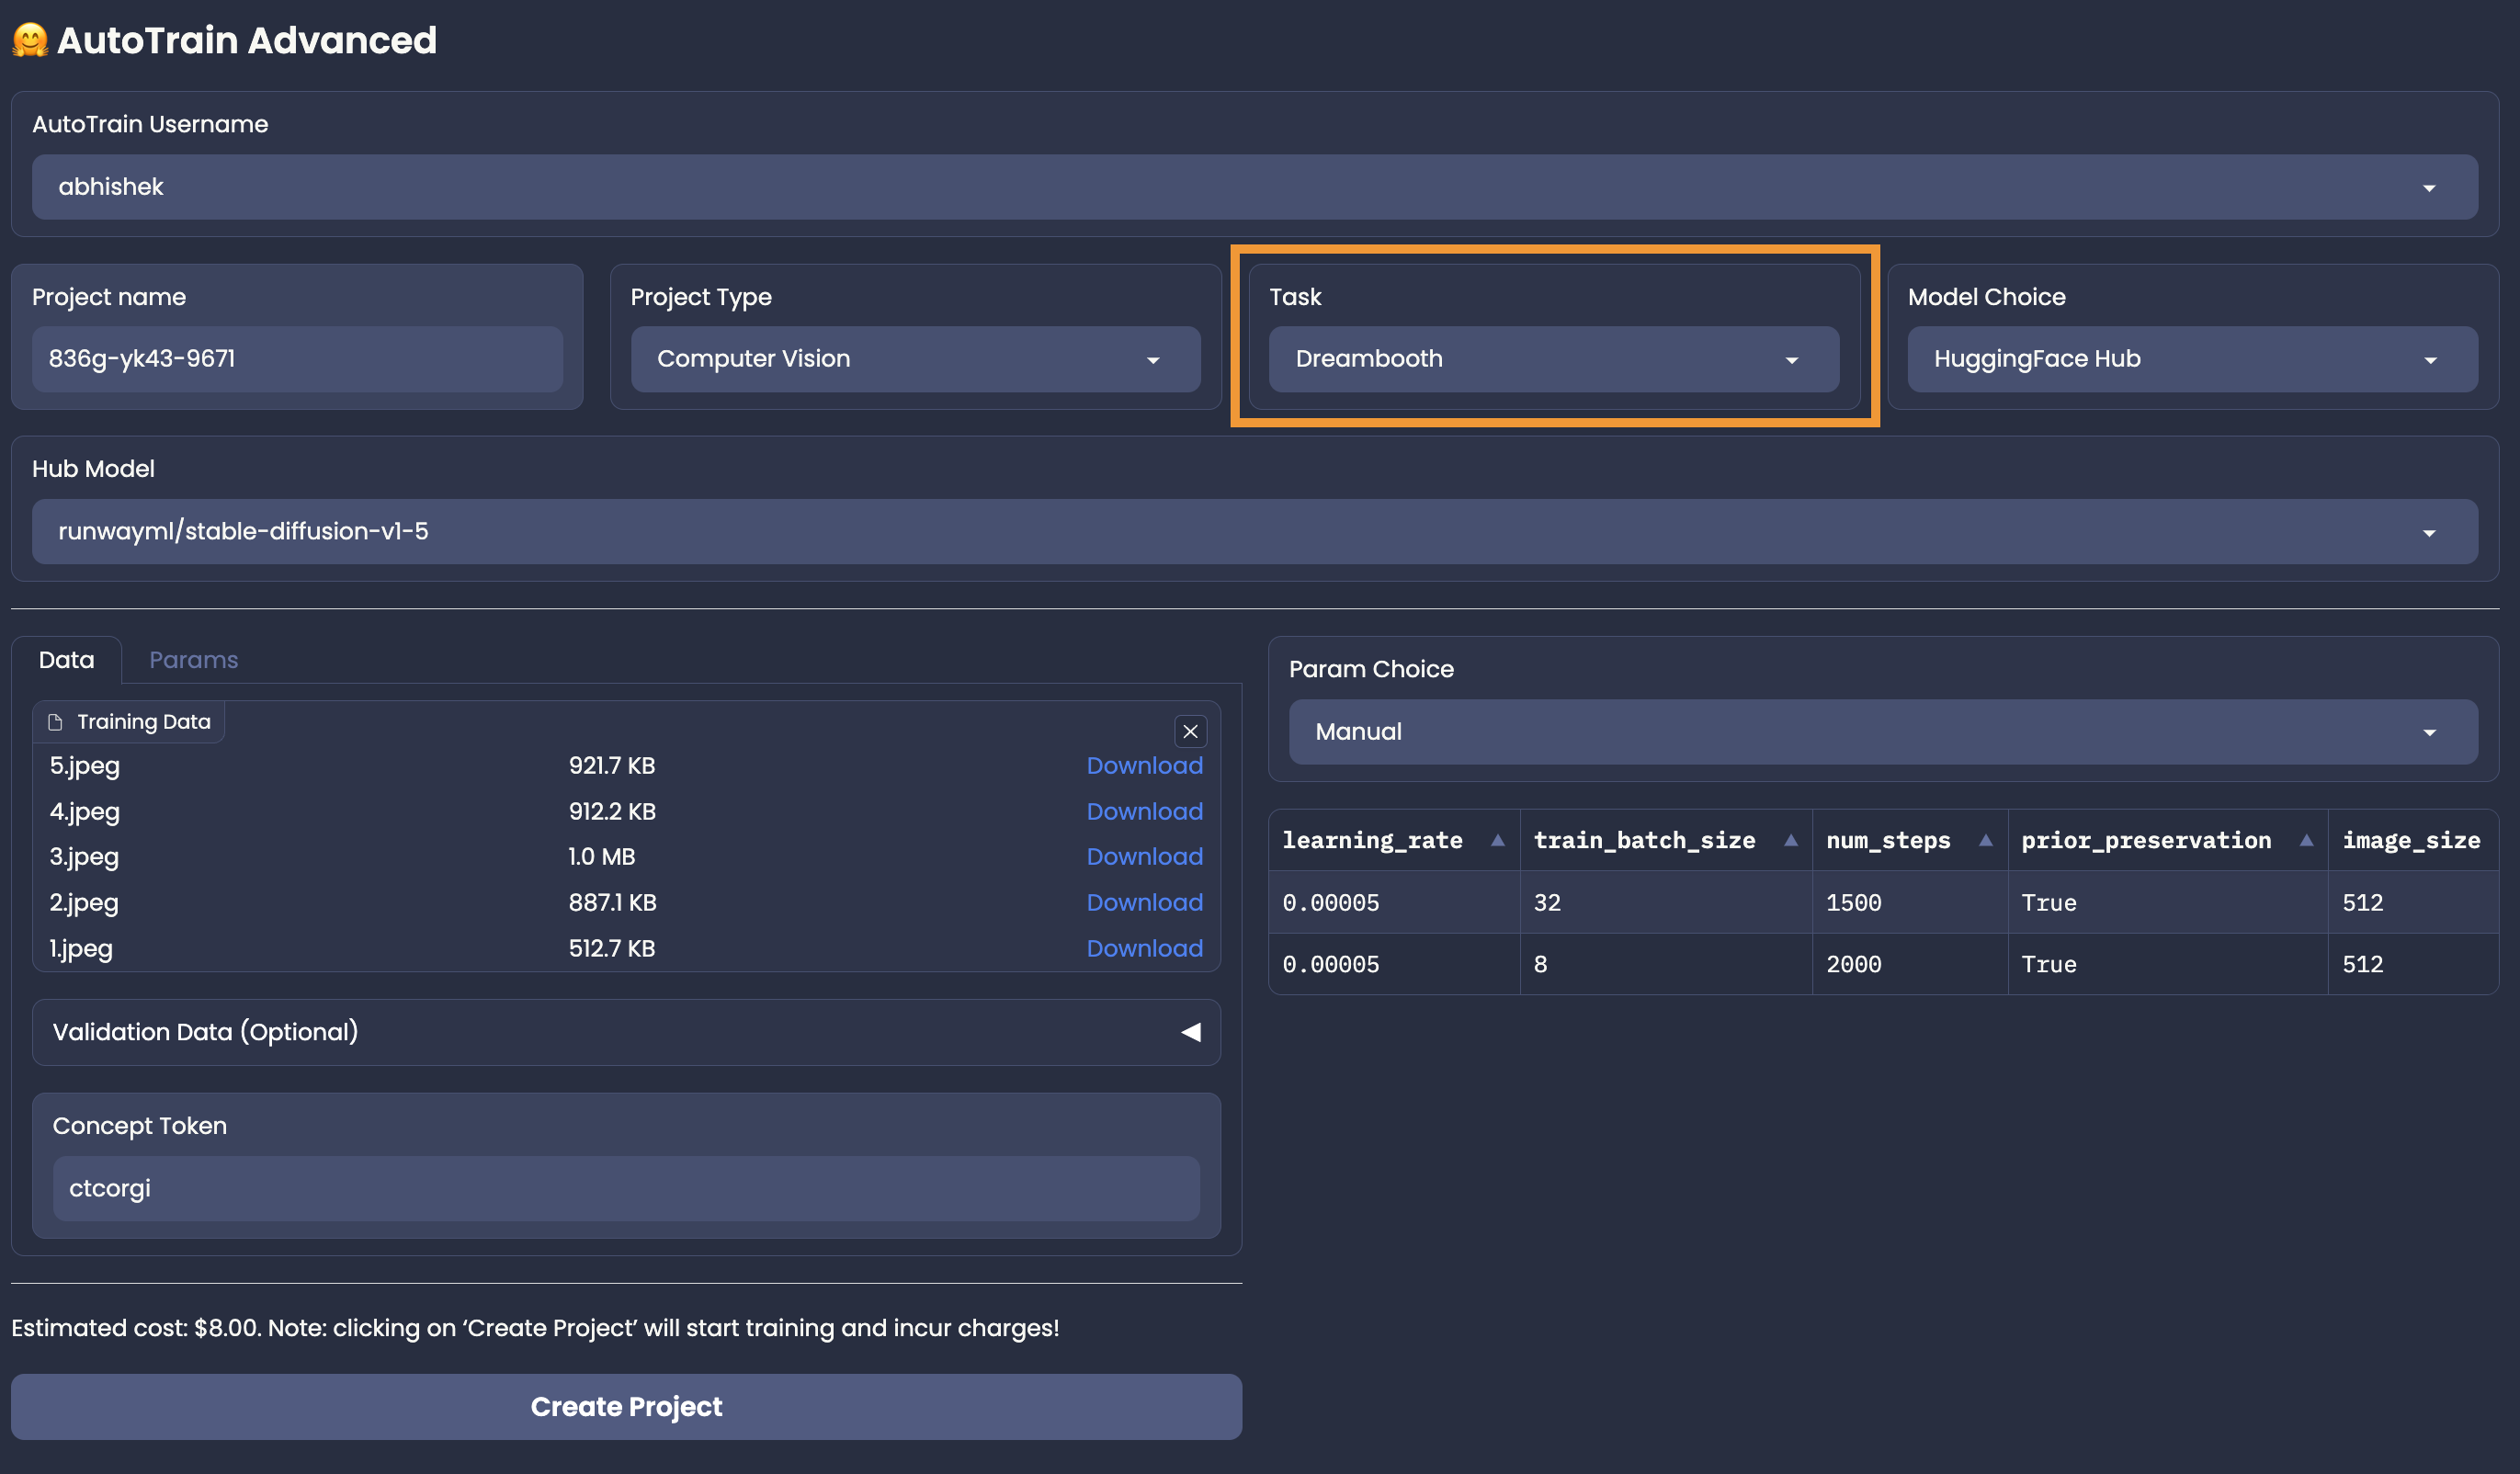 🤗 AutoTrain Advanced
AutoTrain Username
abhishek
Project name
836g-yk43-9671
Project Type
Computer Vision
Task
Dreambooth
Model Choice
HuggingFace Hub
Hub Model
runwayml/stable-diffusion-v1-5
Data Params
Training Data
5.jpeg 921.7 KB Download
4.jpeg 912.2 KB Download
3.jpeg 1.0 MB Download
2.jpeg 887.1 KB Download
1.jpeg 512.7 KB Download
Validation Data (Optional)
Concept Token
ctcorgi
Estimated cost: $8.00. Note: clicking on ‘Create Project’ will start training and incur charges!
Create Project
Param Choice
Manual
learning_rate train_batch_size num_steps prior_preservation image_size
0.00005 32 1500 True 512
0.00005 8 2000 True 512